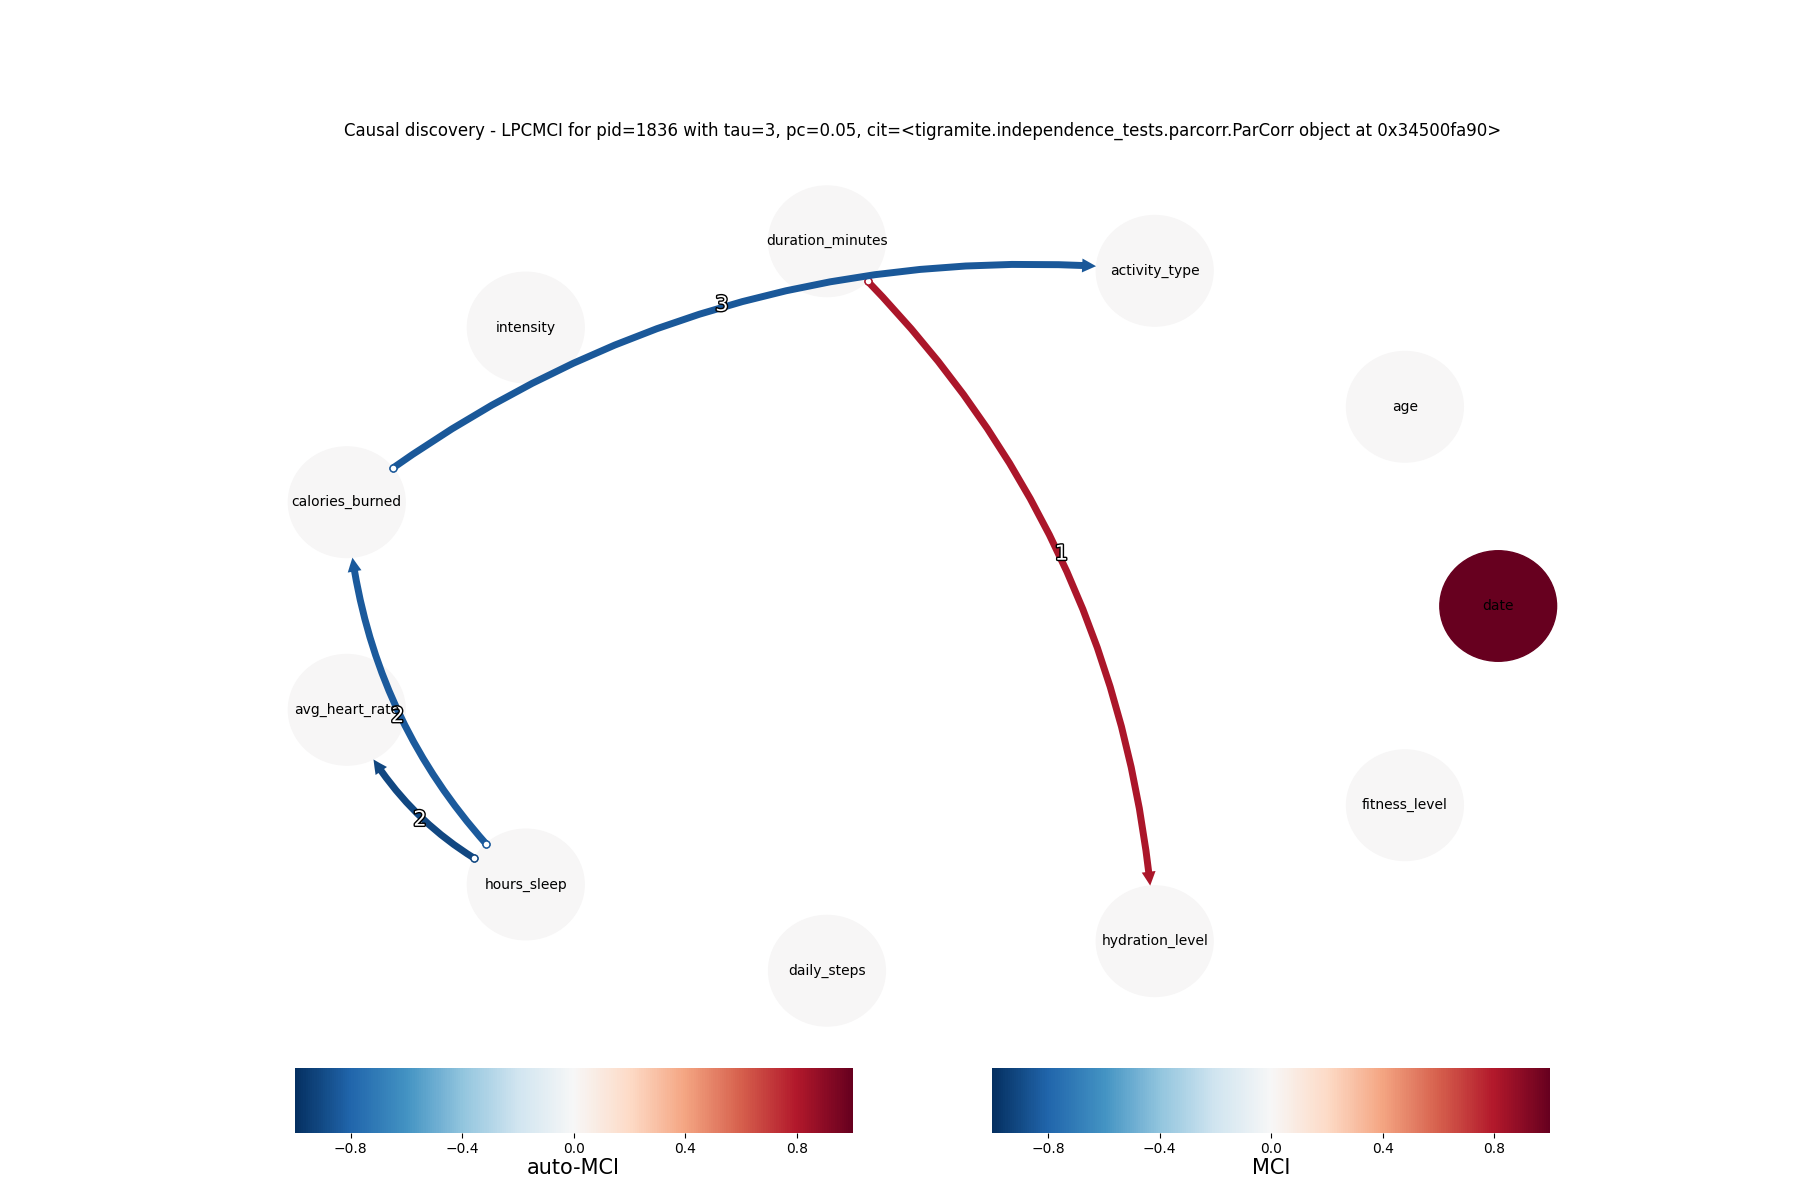 Causal discovery - LPCMCI for pid=1836 with tau=3, pc=0.05, cit=<tigramite.independence_tests.parcorr.ParCorr object at 0x34500fa90>
duration_minutes
activity_type
3
intensity
age
calories_burned
1
date
avg_heart_rate
2
2
fitness_level
hours_sleep
hydration_level
daily_steps
−0.8 −0.4 0.0 0.4 0.8
auto-MCI
−0.8 −0.4 0.0 0.4 0.8
MCI